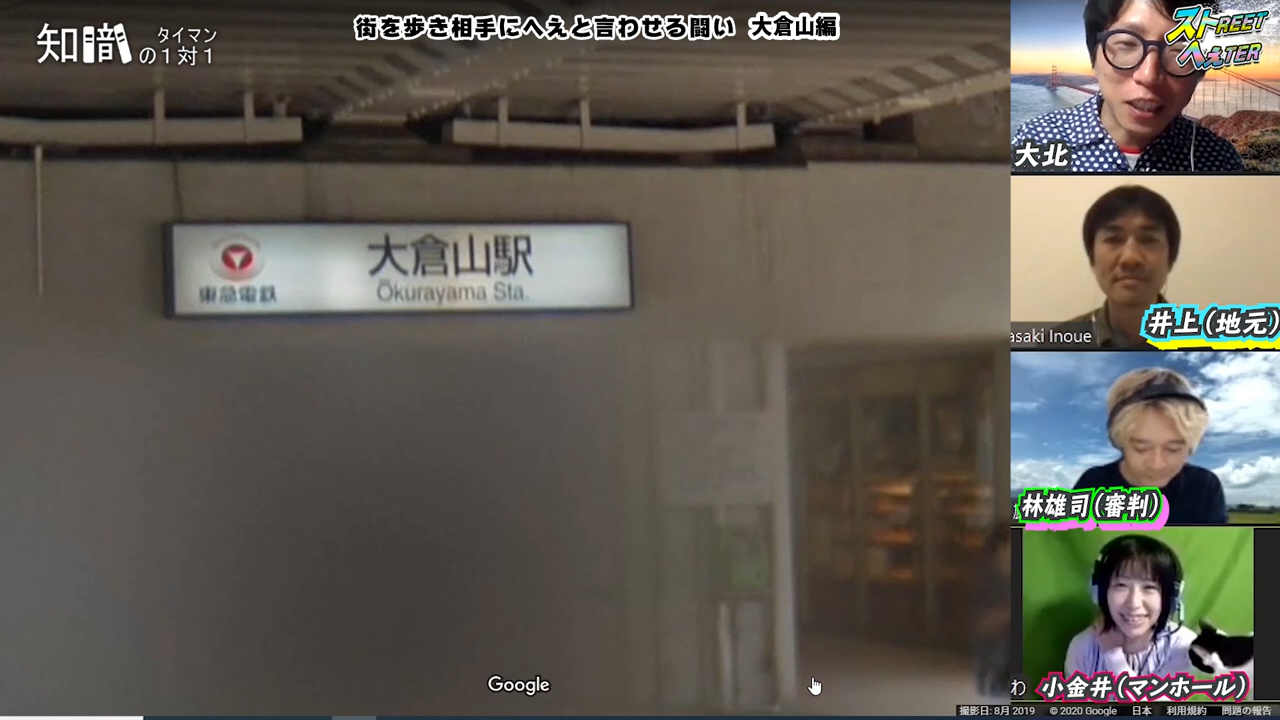 知識
タイマン
の1対1
街を歩き相手にへえと言わせる闘い 大倉山編
ストREET
へえTER
大北
大倉山駅
Ōkurayama Sta.
東急電鉄
井上(地元)
asaki Inoue
林雄司(審判)
小金井(マンホール)
わ
Google
撮影日: 8月 2019 © 2020 Google 日本 利用規約 問題の報告